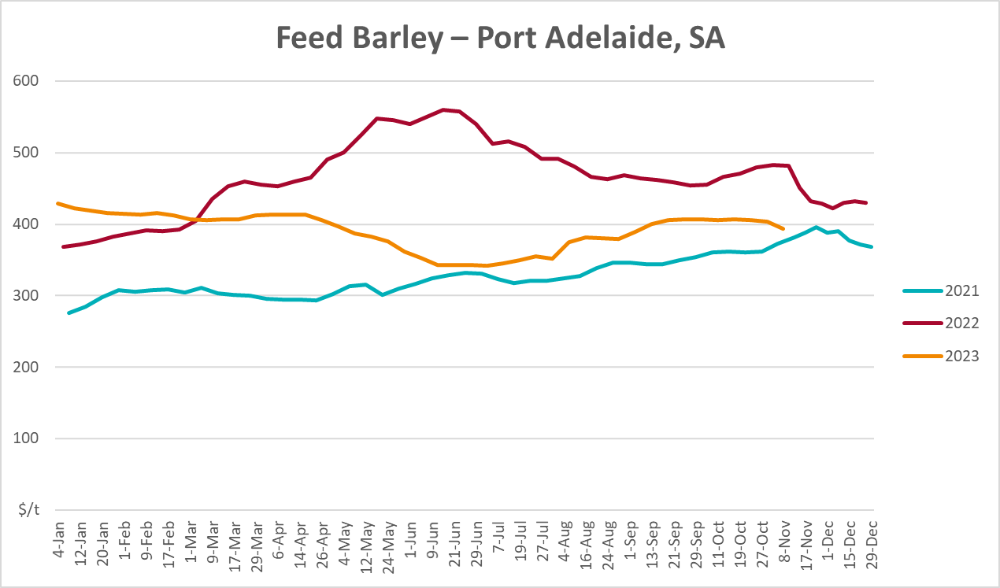 Feed Barley – Port Adelaide, SA
600
500
400
300
200
100
$/t
4-Jan
12-Jan
20-Jan
1-Feb
9-Feb
17-Feb
1-Mar
9-Mar
17-Mar
29-Mar
6-Apr
14-Apr
26-Apr
4-May
12-May
24-May
1-Jun
9-Jun
21-Jun
29-Jun
7-Jul
19-Jul
27-Jul
4-Aug
16-Aug
24-Aug
1-Sep
13-Sep
21-Sep
29-Sep
11-Oct
19-Oct
27-Oct
8-Nov
17-Nov
1-Dec
15-Dec
29-Dec
2021
2022
2023